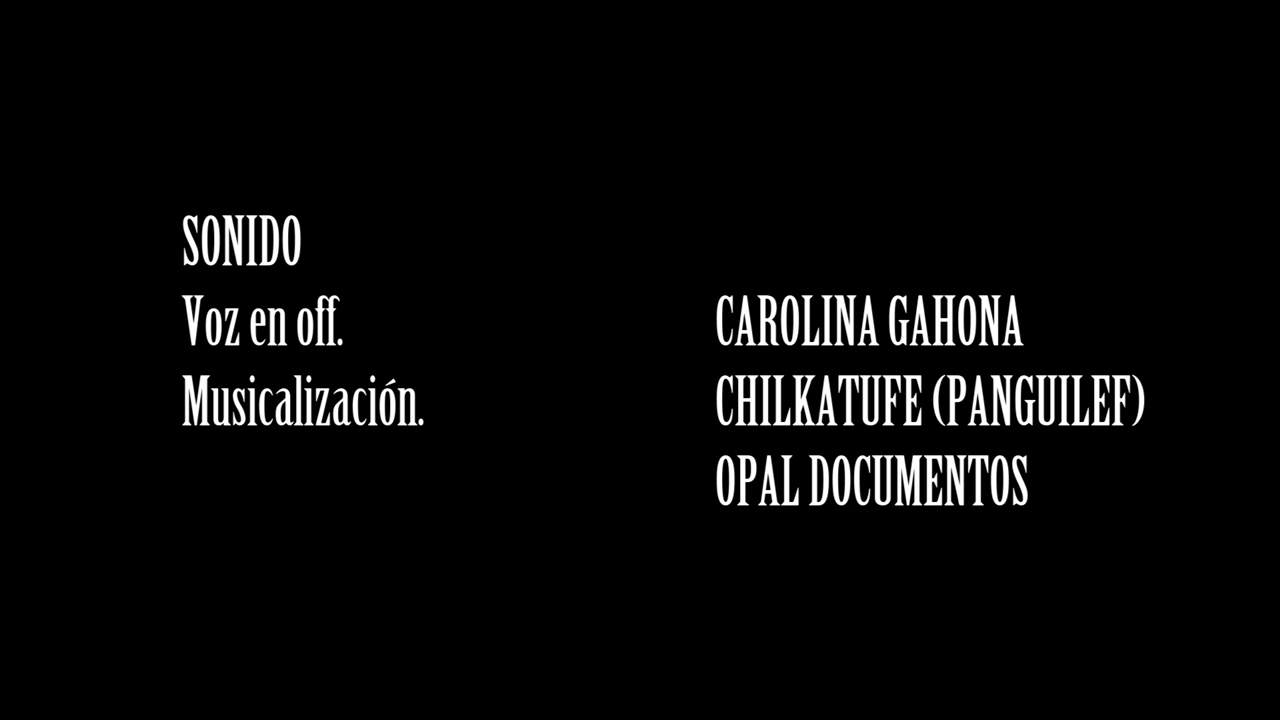 SONIDO
Voz en off.
CAROLINA GAHONA
Musicalización.
CHILKATUFE (PANGUILEF)
OPAL DOCUMENTOS